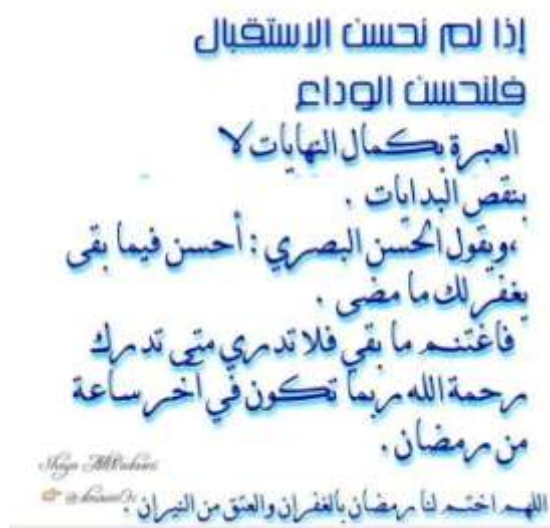 إذا لم نحسن الاستقبال
فلنحسن الوداع
العبرة بكمال النهايات لا
بنقص البدايات .
،ويقول الحسن البصري : أحسن فيما بقى
يغفر لك ما مضى .
فاغتنم ما بقي فلا تدري متى تدرك
رحمة الله ربما تكون في آخر ساعة
من رمضان .
اللهم اختم لنا رمضان بالغفران والعتق من النيران .